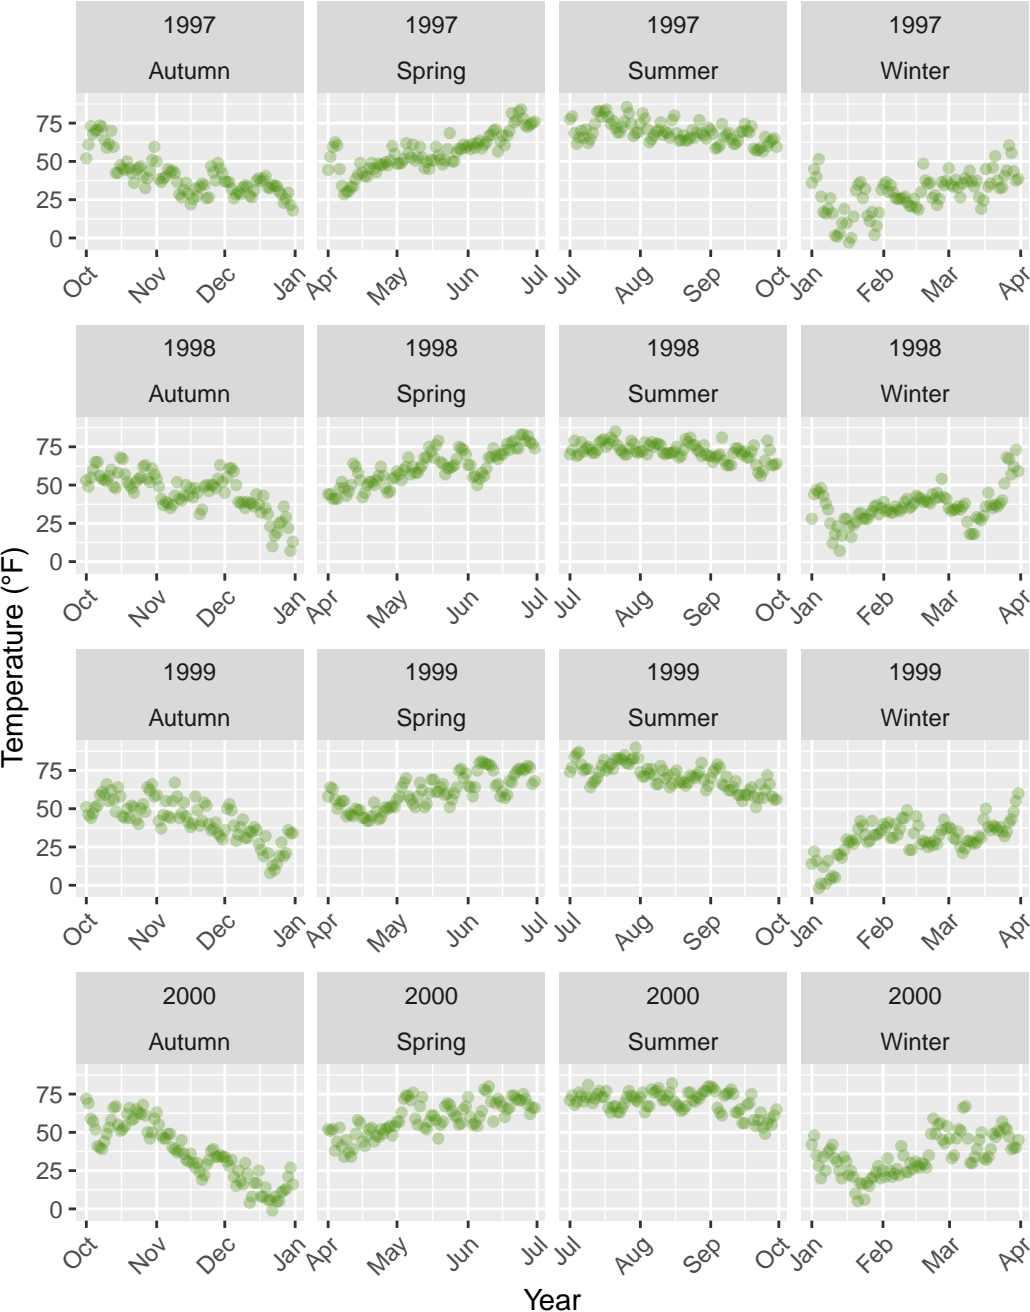 1997 1997 1997 1997
Autumn Spring Summer Winter
75
50
25
0
Oct Nov Dec Jan Apr May Jun Jul Jul Aug Sep Oct Jan Feb Mar Apr
1998 1998 1998 1998
Autumn Spring Summer Winter
75
50
25
0
Oct Nov Dec Jan Apr May Jun Jul Jul Aug Sep Oct Jan Feb Mar Apr
Temperature (°F)
1999 1999 1999 1999
Autumn Spring Summer Winter
75
50
25
0
Oct Nov Dec Jan Apr May Jun Jul Jul Aug Sep Oct Jan Feb Mar Apr
2000 2000 2000 2000
Autumn Spring Summer Winter
75
50
25
0
Oct Nov Dec Jan Apr May Jun Jul Jul Aug Sep Oct Jan Feb Mar Apr
Year